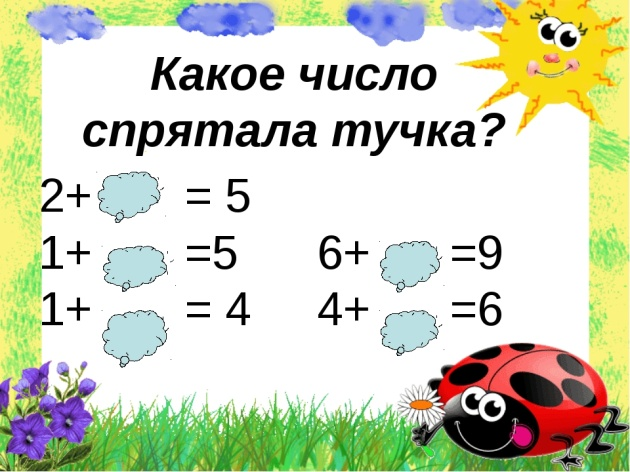 Какое число
спрятала тучка?
2+ = 5
1+ =5 6+ =9
1+ = 4 4+ =6